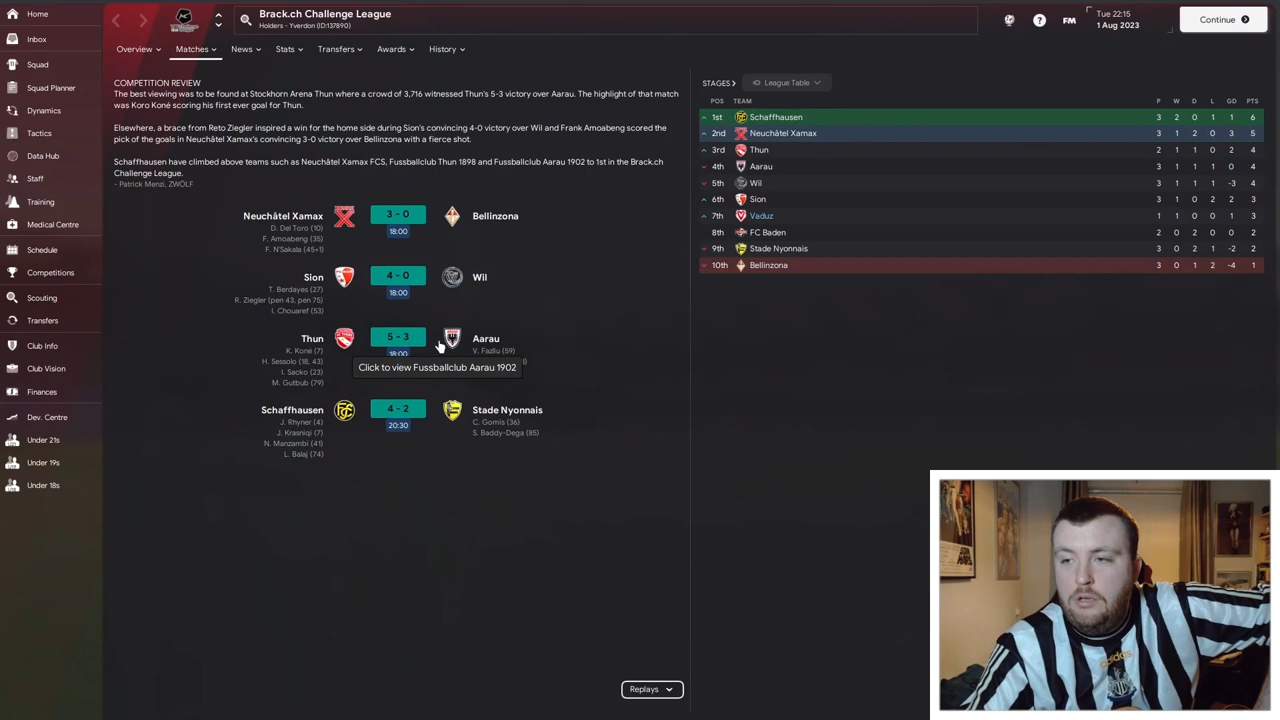 Home
Inbox
Squad
Squad Planner
Dynamics
Tactics
Data Hub
Staff
Training
Medical Centre
Schedule
Competitions
Scouting
Transfers
Club Info
Club Vision
Finances
Dev. Centre
Under 21s
Under 19s
Under 18s
Brack.ch Challenge League
Holders - Yverdon (ID:137890)
? FM
Tue 22:15
1 Aug 2023
Continue
Overview Matches News Stats Transfers Awards History
COMPETITION REVIEW
The best viewing was to be found at Stockhorn Arena Thun where a crowd of 3,716 witnessed Thun's 5-3 victory over Aarau. The highlight of that match
was Koro Koné scoring his first ever goal for Thun.
Elsewhere, a brace from Reto Ziegler inspired a win for the home side during Sion's convincing 4-0 victory over Wil and Frank Amoabeng scored the
pick of the goals in Neuchâtel Xamax's convincing 3-0 victory over Bellinzona with a fierce shot.
Schaffhausen have climbed above teams such as Neuchâtel Xamax FCS, Fussballclub Thun 1898 and Fussballclub Aarau 1902 to 1st in the Brack.ch
Challenge League.
- Patrick Menzi, ZWÖLF
Neuchâtel Xamax 3 - 0 Bellinzona
D. Del Toro (10) 18:00
F. Amoabeng (35)
F. N'Sakala (45+1)
Sion 4 - 0 Wil
T. Berdayes (27) 18:00
R. Ziegler (pen 43, pen 75)
I. Chouaref (53)
Thun 5 - 3 Aarau
K. Koné (7) 18:00 V. Fazliu (59)
H. Sessolo (18, 43)
I. Sacko (23)
M. Gutbub (79)
Click to view Fussballclub Aarau 1902
Schaffhausen 4 - 2 Stade Nyonnais
J. Rhyner (4) 20:30 C. Gomis (36)
J. Krasniqi (7) S. Baddy-Dega (85)
N. Manzambi (41)
L. Balaj (74)
Replays
STAGES League Table
POS TEAM P W D L GD PTS
1st Schaffhausen 3 2 0 1 1 6
2nd Neuchâtel Xamax 3 1 2 0 3 5
3rd Thun 2 1 1 0 2 4
4th Aarau 3 1 1 1 0 4
5th Wil 3 1 1 1 -3 4
6th Sion 3 1 0 2 2 3
7th Vaduz 1 1 0 0 1 3
8th FC Baden 2 0 2 0 0 2
9th Stade Nyonnais 3 0 2 1 -2 2
10th Bellinzona 3 0 1 2 -4 1
adidas